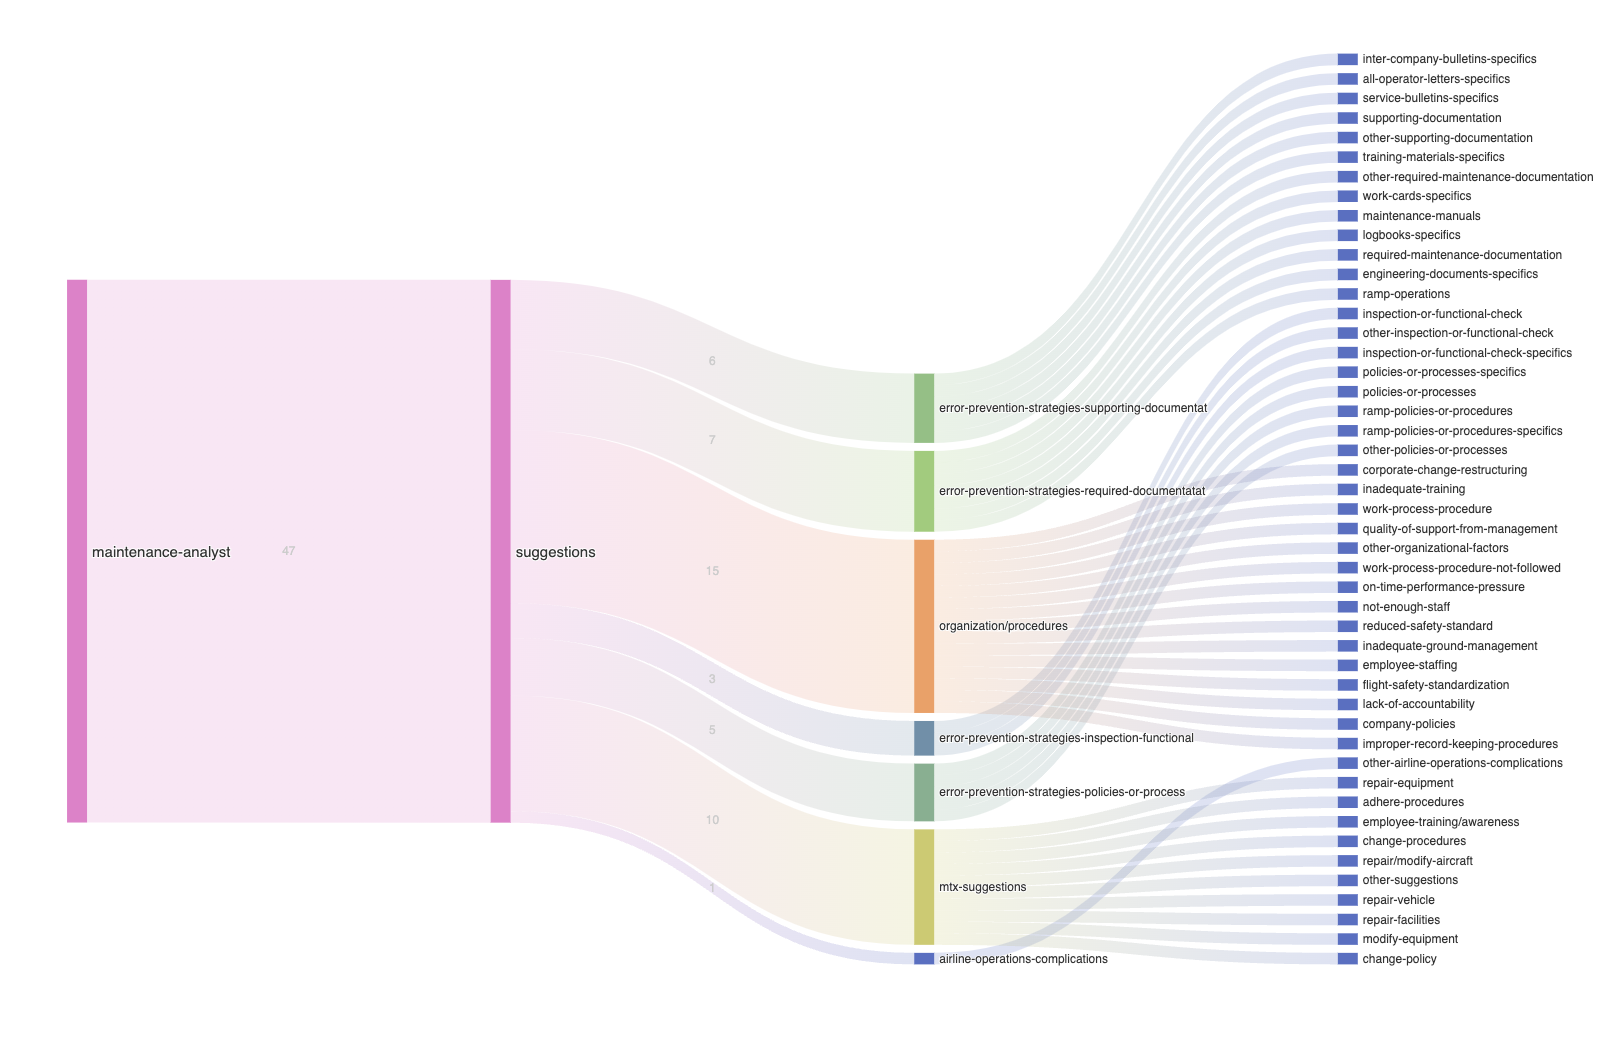 maintenance-analyst
47
suggestions
6
7
15
3
5
10
1
error-prevention-strategies-supporting-documentat
error-prevention-strategies-required-documentatat
organization/procedures
error-prevention-strategies-inspection-functional
error-prevention-strategies-policies-or-process
mtx-suggestions
airline-operations-complications
inter-company-bulletins-specifics
all-operator-letters-specifics
service-bulletins-specifics
supporting-documentation
other-supporting-documentation
training-materials-specifics
other-required-maintenance-documentation
work-cards-specifics
maintenance-manuals
logbooks-specifics
required-maintenance-documentation
engineering-documents-specifics
ramp-operations
inspection-or-functional-check
other-inspection-or-functional-check
inspection-or-functional-check-specifics
policies-or-processes-specifics
policies-or-processes
ramp-policies-or-procedures
ramp-policies-or-procedures-specifics
other-policies-or-processes
corporate-change-restructuring
inadequate-training
work-process-procedure
quality-of-support-from-management
other-organizational-factors
work-process-procedure-not-followed
on-time-performance-pressure
not-enough-staff
reduced-safety-standard
inadequate-ground-management
employee-staffing
flight-safety-standardization
lack-of-accountability
company-policies
improper-record-keeping-procedures
other-airline-operations-complications
repair-equipment
adhere-procedures
employee-training/awareness
change-procedures
repair/modify-aircraft
other-suggestions
repair-vehicle
repair-facilities
modify-equipment
change-policy